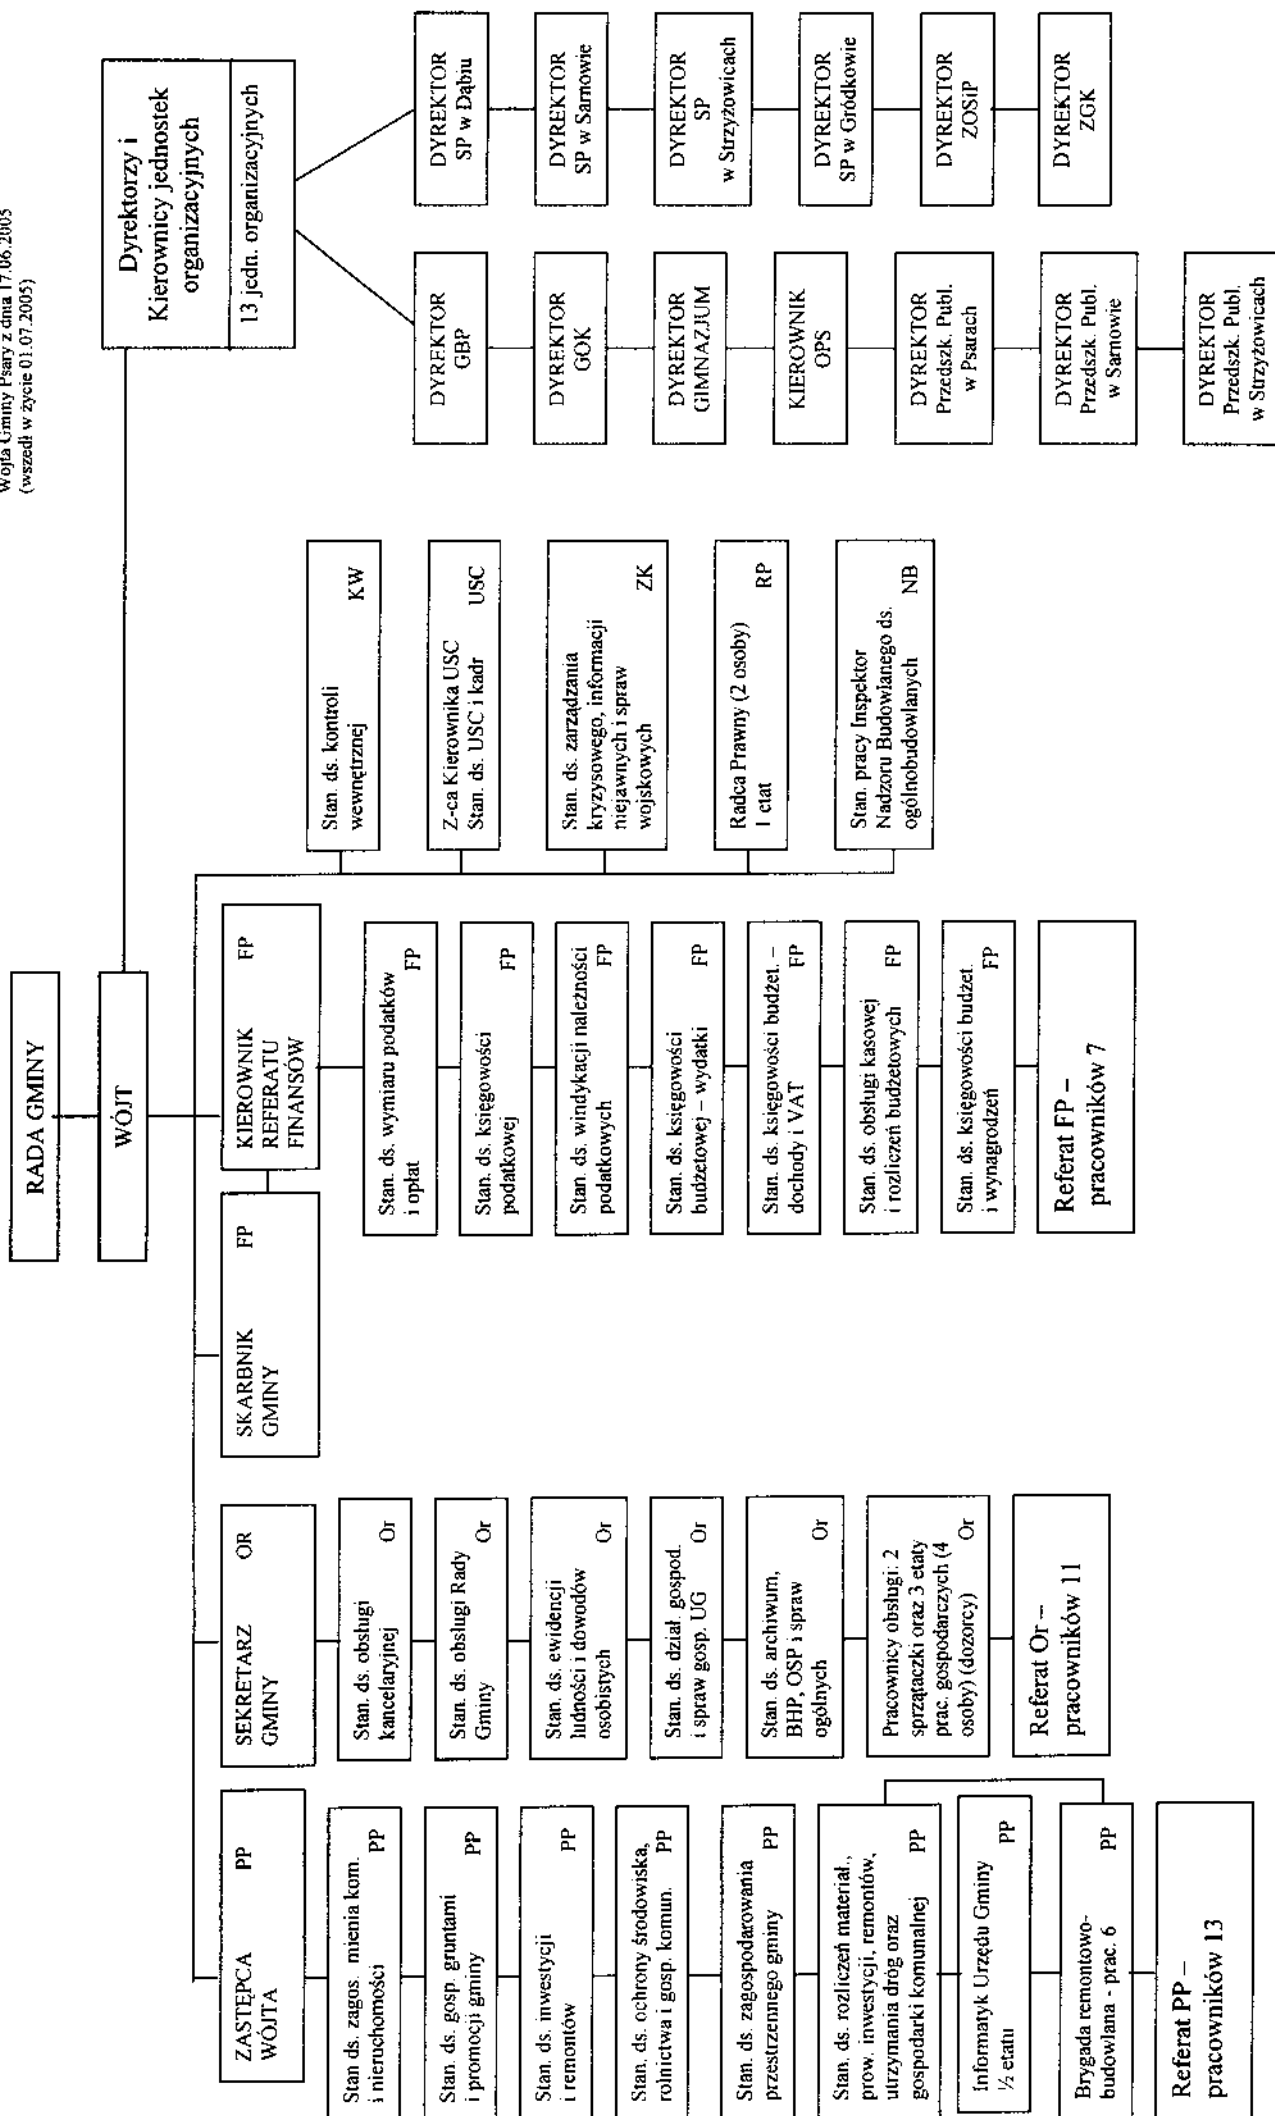 Wójta Gminy Psary z dnia 17.06.2005
(wszedł w życie 01.07.2005)
RADA GMINY
WÓJT
Dyrektorzy i
Kierownicy jednostek
organizacyjnych
13 jedn. organizacyjnych
ZASTĘPCA PP
WÓJTA
Stan ds. zagos. mienia kom.
i nieruchomości PP
Stan. ds. gosp. gruntami
i promocji gminy PP
Stan. ds. inwestycji
i remontów PP
Stan. ds. ochrony środowiska,
rolnictwa i gosp. komun. PP
Stan. ds. zagospodarowania
przestrzennego gminy PP
Stan. ds. rozliczeń materiał.,
prow. inwestycji, remontów,
utrzymania dróg oraz
gospodarki komunalnej PP
Informatyk Urzędu Gminy
½ etatu PP
Brygada remontowo-
budowlana - prac. 6 PP
Referat PP –
pracowników 13
SEKRETARZ OR
GMINY
Stan. ds. obsługi
kancelaryjnej Or
Stan. ds. obsługi Rady
Gminy Or
Stan. ds. ewidencji
ludności i dowodów
osobistych Or
Stan. ds. dział. gospod.
i spraw gosp. UG Or
Stan. ds. archiwum,
BHP, OSP i spraw
ogólnych Or
Pracownicy obsługi: 2
sprzątaczki oraz 3 etaty
prac. gospodarczych (4
osoby) (dozorcy) Or
Referat Or –
pracowników 11
SKARBNIK FP
GMINY
KIEROWNIK FP
REFERATU
FINANSÓW
Stan. ds. wymiaru podatków
i opłat FP
Stan. ds. księgowości
podatkowej FP
Stan. ds. windykacji należności
podatkowych FP
Stan. ds. księgowości
budżetowej – wydatki FP
Stan. ds. księgowości budżet. –
dochody i VAT FP
Stan. ds. obsługi kasowej
i rozliczeń budżetowych FP
Stan. ds. księgowości budżet.
i wynagrodzeń FP
Referat FP –
pracowników 7
Stan. ds. kontroli
wewnętrznej KW
Z-ca Kierownika USC
Stan. ds. USC i kadr USC
Stan. ds. zarządzania
kryzysowego, informacji
niejawnych i spraw
wojskowych ZK
Radca Prawny (2 osoby)
1 etat RP
Stan. pracy Inspektor
Nadzoru Budowlanego ds.
ogólnobudowlanych NB
DYREKTOR
GBP
DYREKTOR
GOK
DYREKTOR
GIMNAZJUM
KIEROWNIK
OPS
DYREKTOR
Przedszk. Publ.
w Psarach
DYREKTOR
Przedszk. Publ.
w Sarnowie
DYREKTOR
Przedszk. Publ.
w Strzyżowicach
DYREKTOR
SP w Dąbiu
DYREKTOR
SP w Sarnowie
DYREKTOR
SP
w Strzyżowicach
DYREKTOR
SP w Gródkowie
DYREKTOR
ZOSiP
DYREKTOR
ZGK